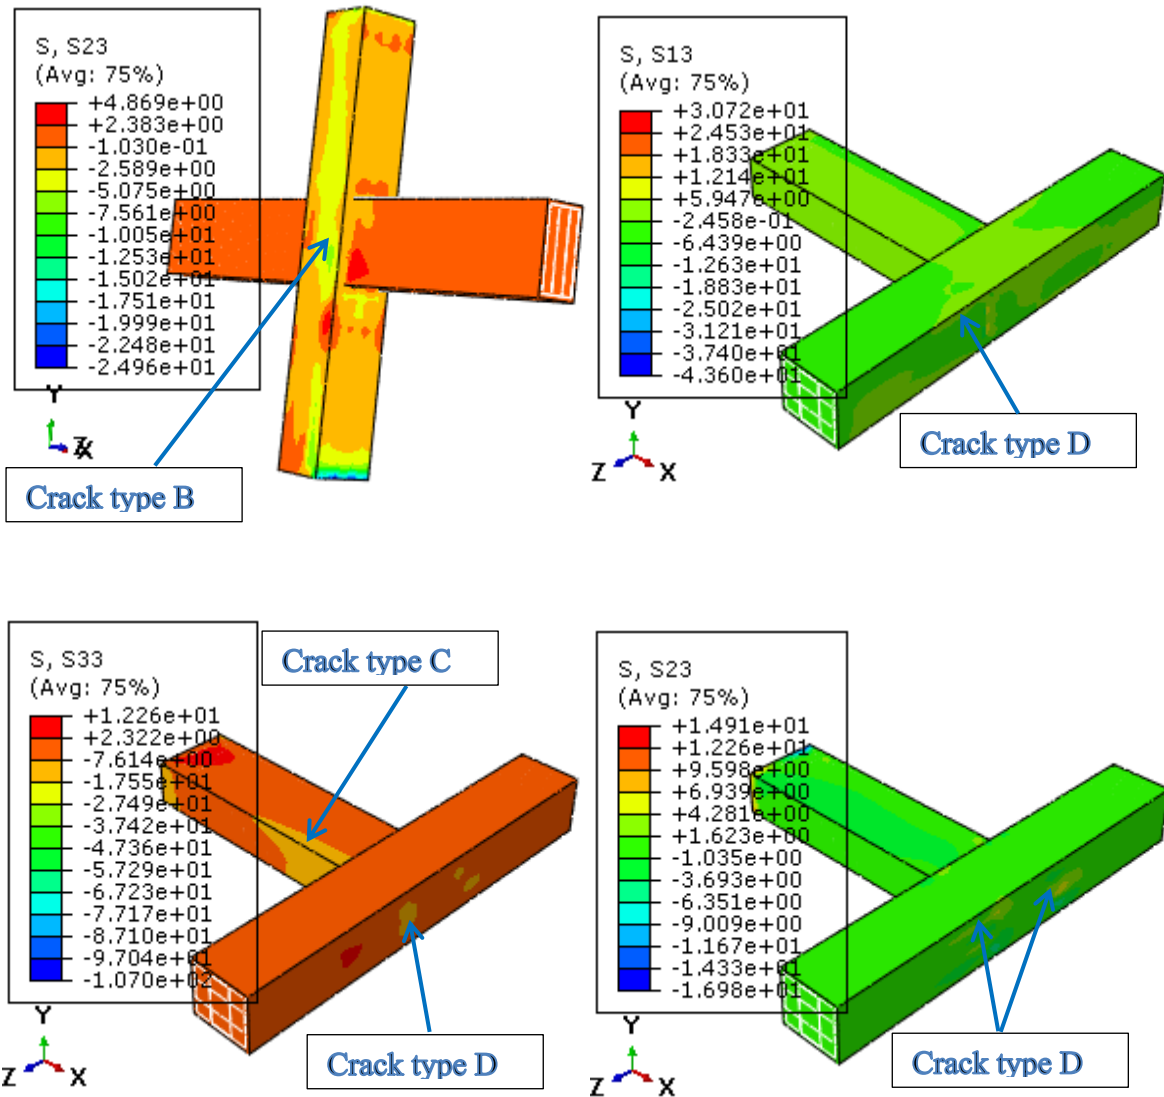 S, S23
(Avg: 75%)
+4.869e+00
+2.383e+00
-1.030e-01
-2.589e+00
-5.075e+00
-7.561e+00
-1.005e+01
-1.253e+01
-1.502e+01
-1.751e+01
-1.999e+01
-2.248e+01
-2.496e+01
Y
Z X
Crack type B
S, S13
(Avg: 75%)
+3.072e+01
+2.453e+01
+1.833e+01
+1.214e+01
+5.947e+00
-2.458e-01
-6.439e+00
-1.263e+01
-1.883e+01
-2.502e+01
-3.121e+01
-3.740e+01
-4.360e+01
Y
Z X
Crack type D
S, S33
(Avg: 75%)
+1.226e+01
+2.322e+00
-7.614e+00
-1.755e+01
-2.749e+01
-3.742e+01
-4.736e+01
-5.729e+01
-6.723e+01
-7.717e+01
-8.710e+01
-9.704e+01
-1.070e+02
Y
Z X
Crack type C
Crack type D
S, S23
(Avg: 75%)
+1.491e+01
+1.226e+01
+9.598e+00
+6.939e+00
+4.281e+00
+1.623e+00
-1.035e+00
-3.693e+00
-6.351e+00
-9.009e+00
-1.167e+01
-1.433e+01
-1.698e+01
Y
Z X
Crack type D